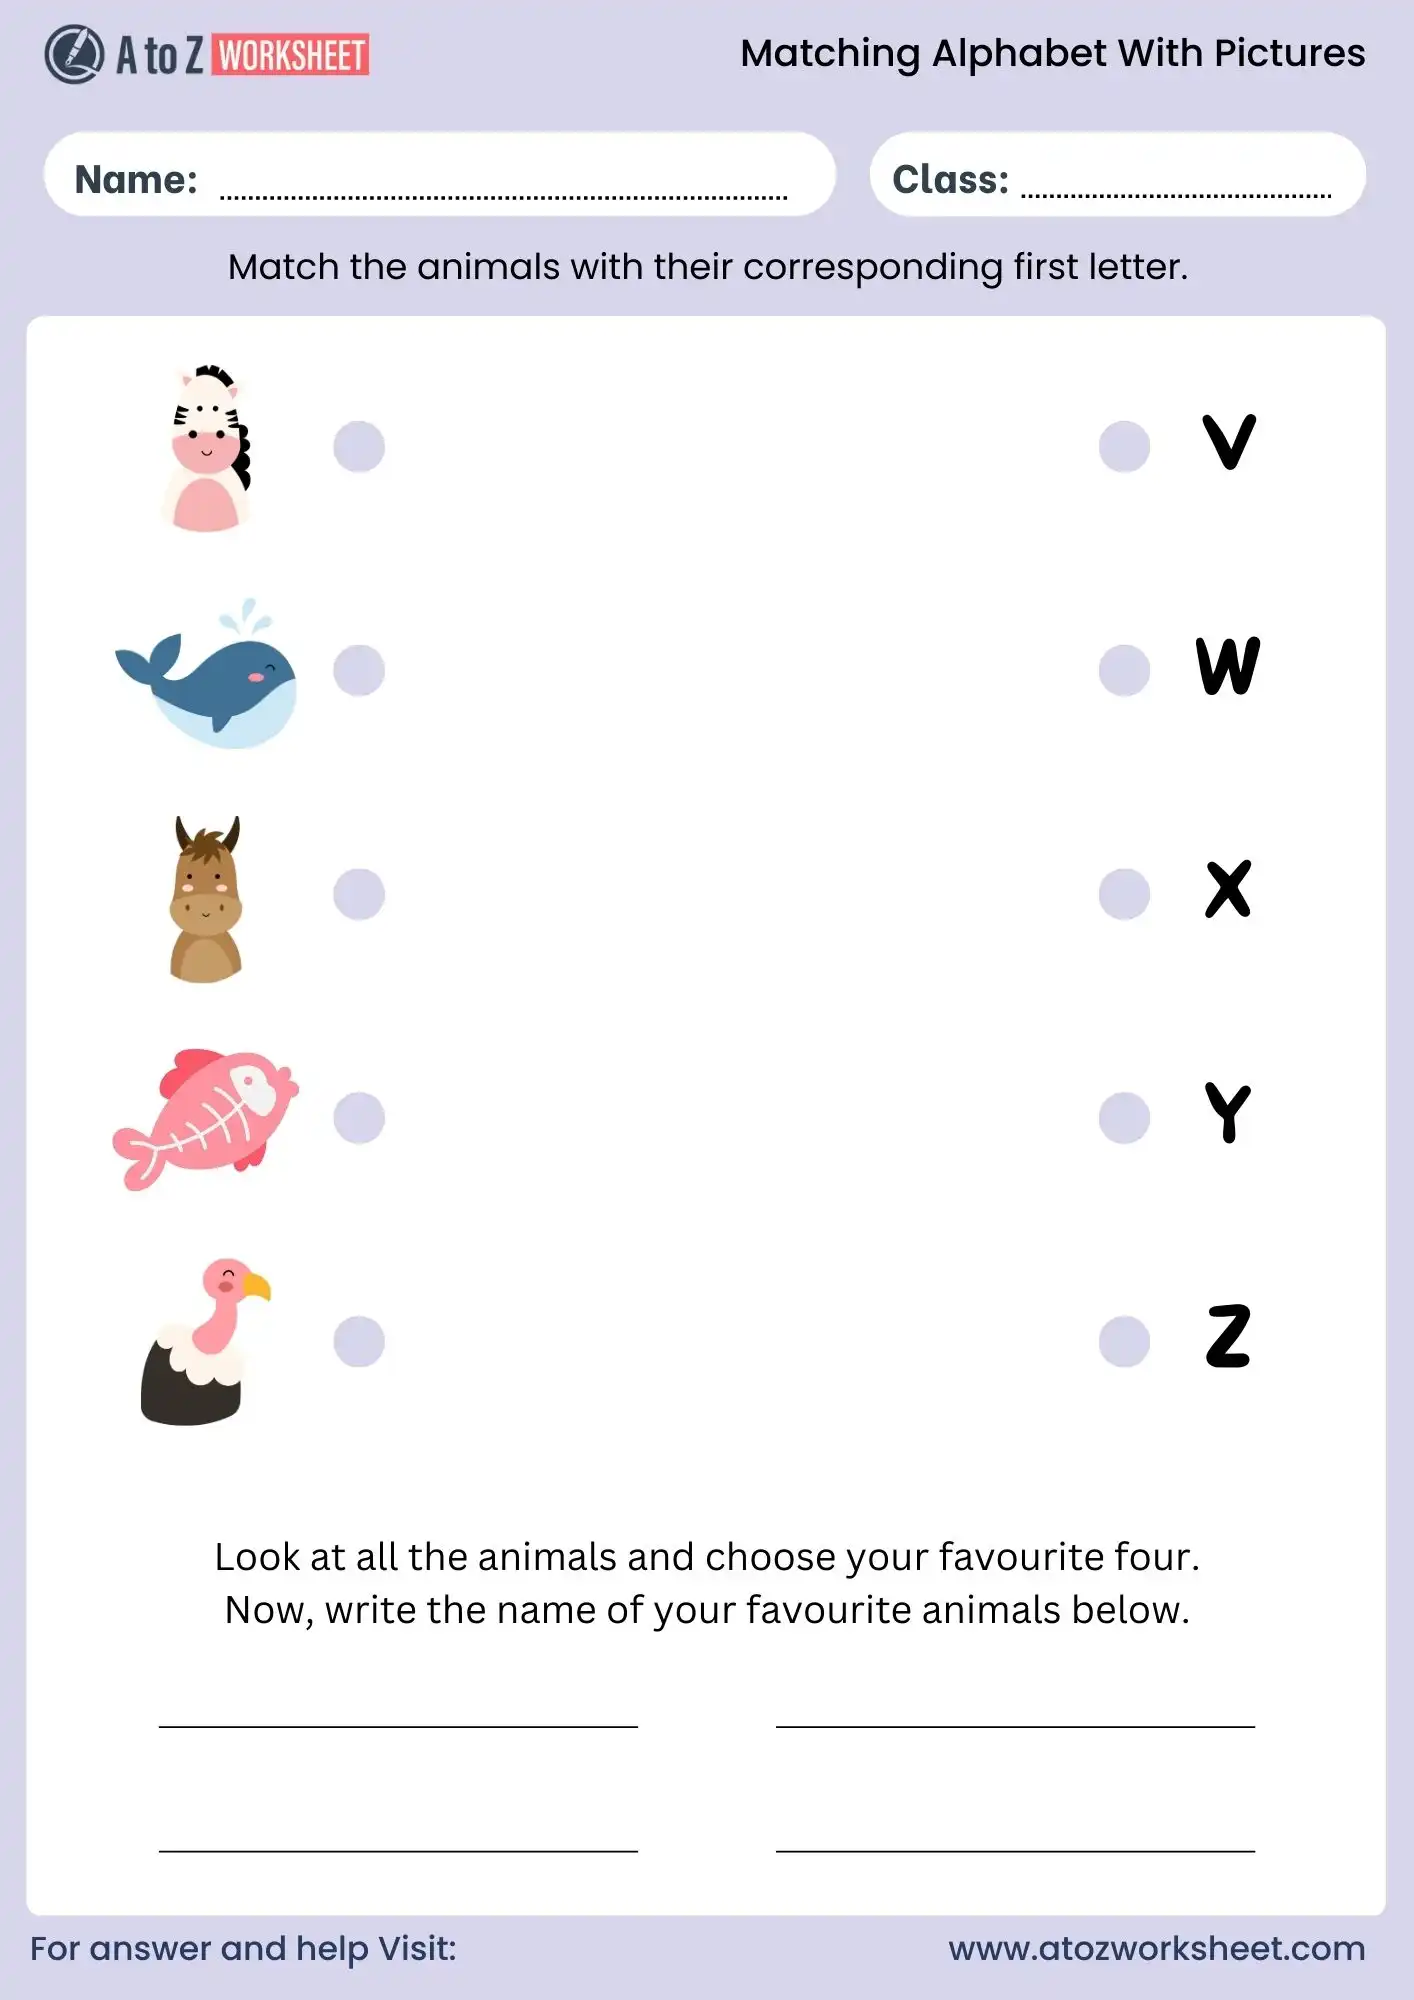 A to Z WORKSHEET
Matching Alphabet With Pictures
Name:
Class:
Match the animals with their corresponding first letter.
V
W
X
Y
Z
Look at all the animals and choose your favourite four.
Now, write the name of your favourite animals below.
For answer and help Visit:
www.atozworksheet.com